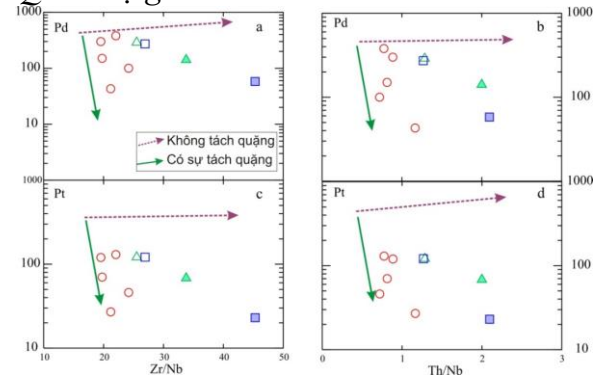 1000 Pd a
100
Không tách quặng
Có sự tách quặng
1000 Pt c
100
10
10 20 30 40 50
Zr/Nb
Pd b 1000
100
1000
Pt d
100
10
0 1 2 3
Th/Nb